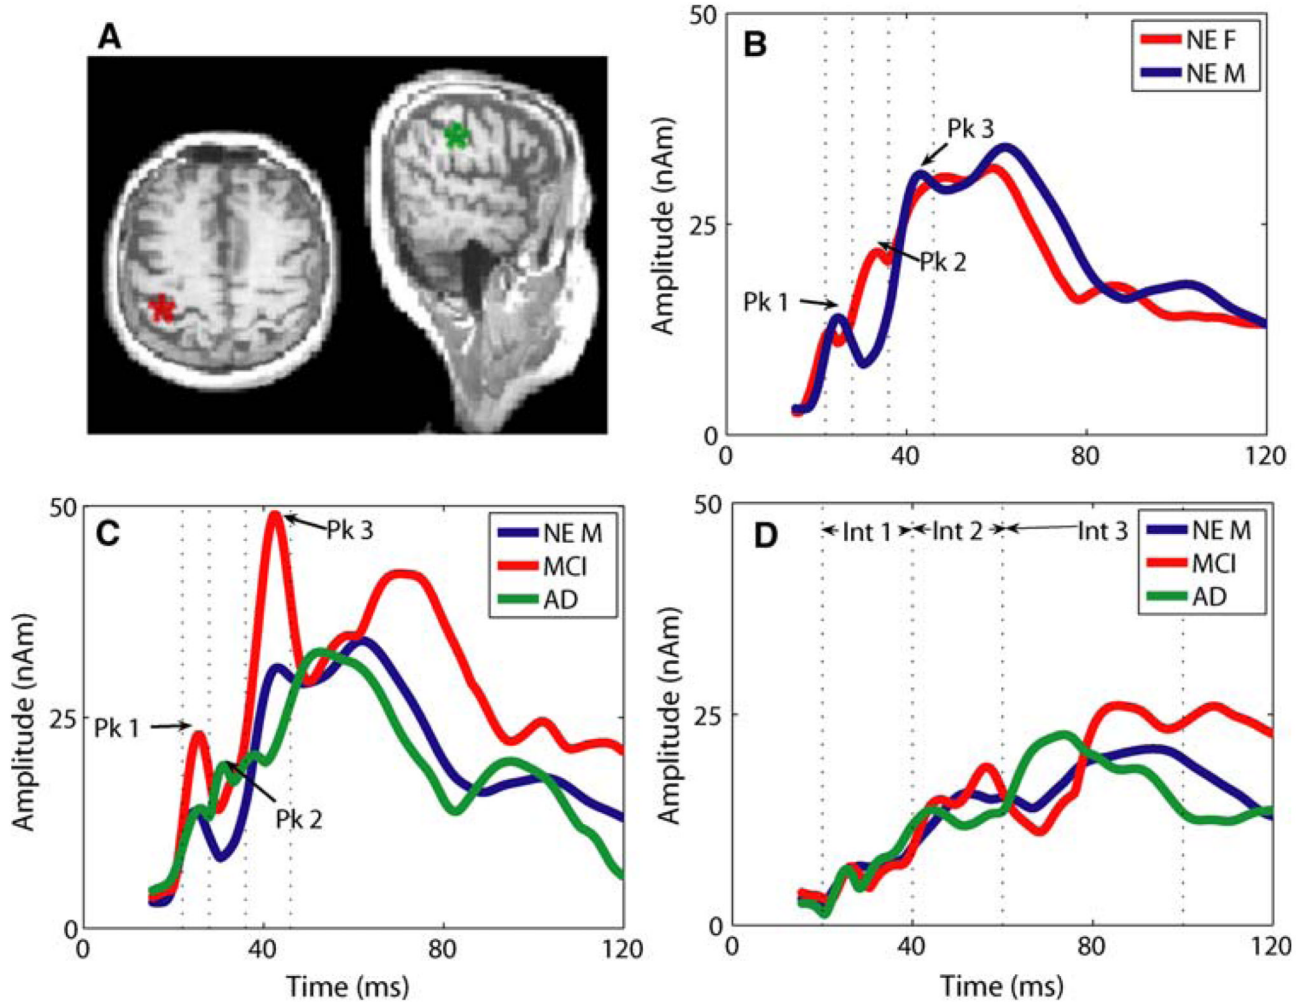 A
B
NE F
NE M
Pk 1
Pk 2
Pk 3
Amplitude (nAm)
50
25
0
0 40 80 120
C
NE M
MCI
AD
Pk 1
Pk 2
Pk 3
Amplitude (nAm)
50
25
0
0 40 80 120
Time (ms)
D
Int 1 Int 2 Int 3
NE M
MCI
AD
Amplitude (nAm)
50
25
0
0 40 80 120
Time (ms)